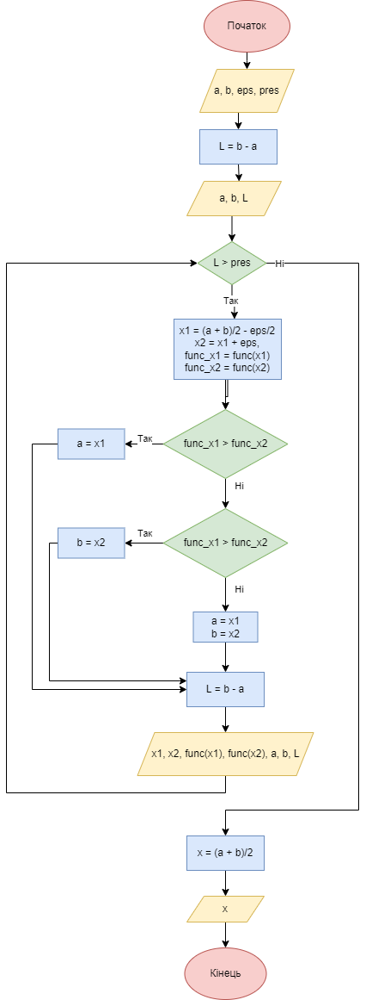 Початок
a, b, eps, pres
L = b - a
a, b, L
L > pres
Ні
Так
x1 = (a + b)/2 - eps/2
x2 = x1 + eps,
func_x1 = func(x1)
func_x2 = func(x2)
func_x1 > func_x2
Так
a = x1
Ні
func_x1 > func_x2
Так
b = x2
Ні
a = x1
b = x2
L = b - a
x1, x2, func(x1), func(x2), a, b, L
x = (a + b)/2
x
Кінець